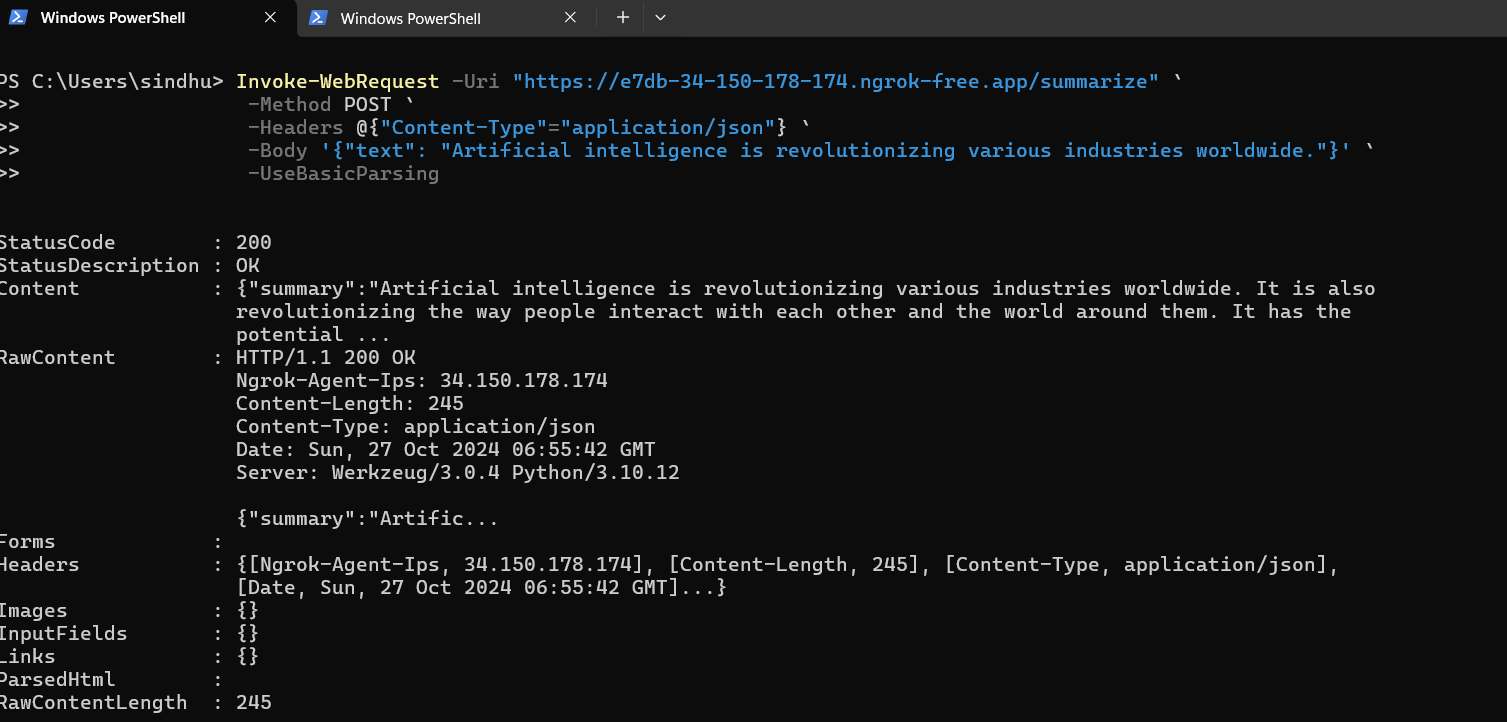 Windows PowerShell
Windows PowerShell
PS C:\Users\sindhu> Invoke-WebRequest -Uri "https://e7db-34-150-178-174.ngrok-free.app/summarize" `
>>                   -Method POST `
>>                   -Headers @{"Content-Type"="application/json"} `
>>                   -Body '{"text": "Artificial intelligence is revolutionizing various industries worldwide."}' `
>>                   -UseBasicParsing
StatusCode        : 200
StatusDescription : OK
Content           : {"summary":"Artificial intelligence is revolutionizing various industries worldwide. It is also
                    revolutionizing the way people interact with each other and the world around them. It has the
                    potential ...
RawContent        : HTTP/1.1 200 OK
                    Ngrok-Agent-Ips: 34.150.178.174
                    Content-Length: 245
                    Content-Type: application/json
                    Date: Sun, 27 Oct 2024 06:55:42 GMT
                    Server: Werkzeug/3.0.4 Python/3.10.12
                    {"summary":"Artific...
Forms             :
Headers           : {[Ngrok-Agent-Ips, 34.150.178.174], [Content-Length, 245], [Content-Type, application/json],
                    [Date, Sun, 27 Oct 2024 06:55:42 GMT]...}
Images            : {}
InputFields       : {}
Links             : {}
ParsedHtml        :
RawContentLength  : 245